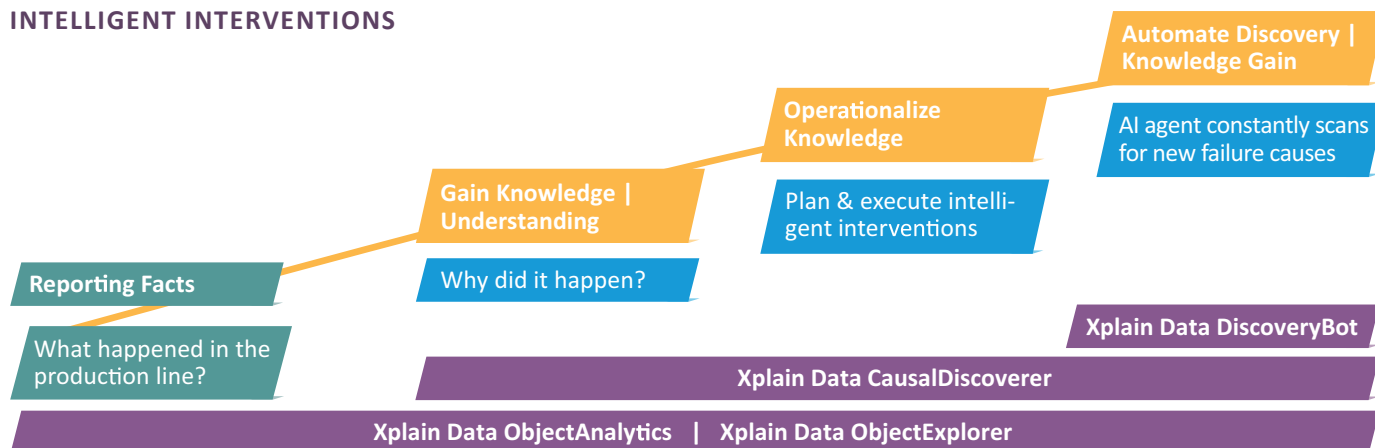 INTELLIGENT INTERVENTIONS
Automate Discovery |
Knowledge Gain
AI agent constantly scans
for new failure causes
Operationalize
Knowledge
Plan & execute intelli-
gent interventions
Gain Knowledge |
Understanding
Why did it happen?
Reporting Facts
What happened in the
production line?
Xplain Data DiscoveryBot
Xplain Data CausalDiscoverer
Xplain Data ObjectAnalytics | Xplain Data ObjectExplorer